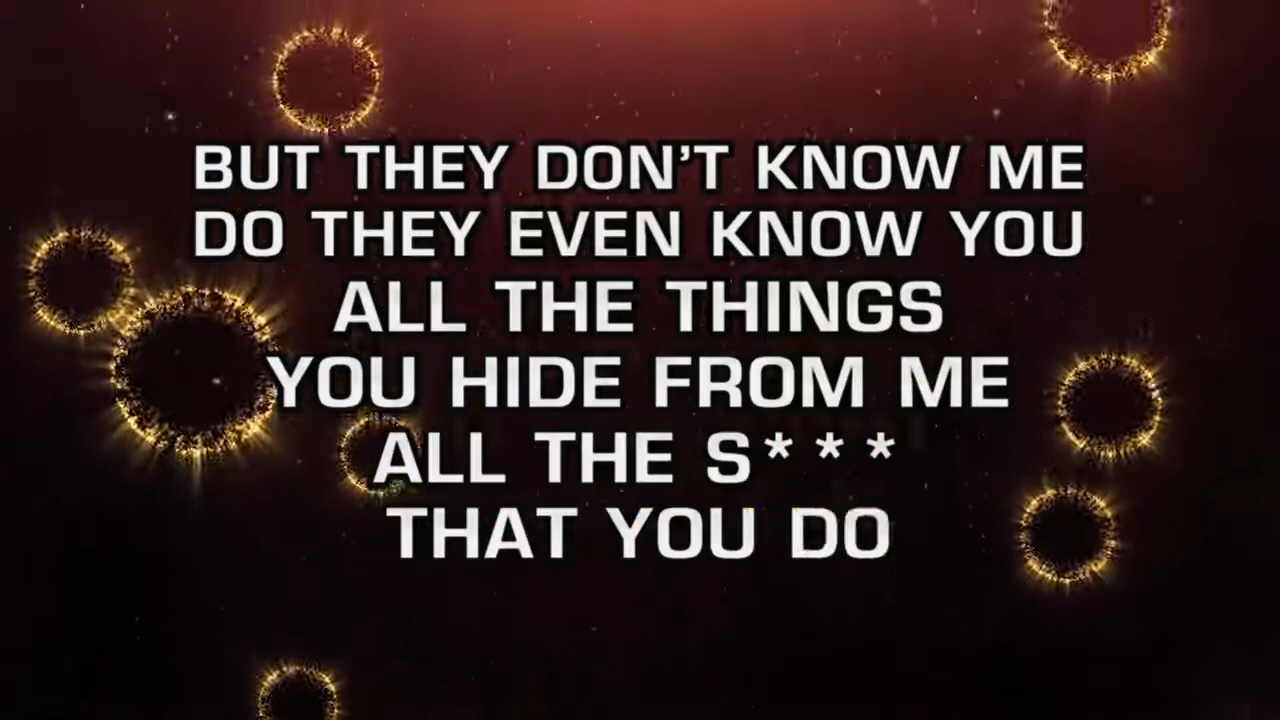 BUT THEY DON’T KNOW ME
DO THEY EVEN KNOW YOU
ALL THE THINGS
YOU HIDE FROM ME
ALL THE S***
THAT YOU DO